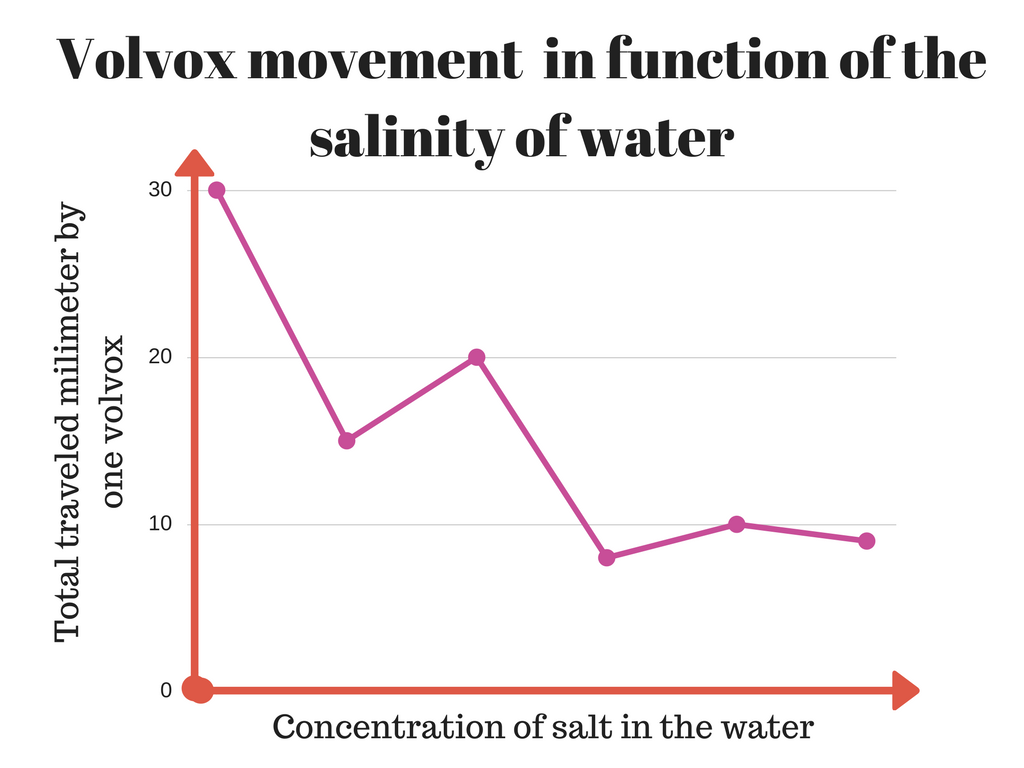 Volvox movement in function of the
salinity of water
Total traveled milimeter by
one volvox
30
20
10
0
Concentration of salt in the water